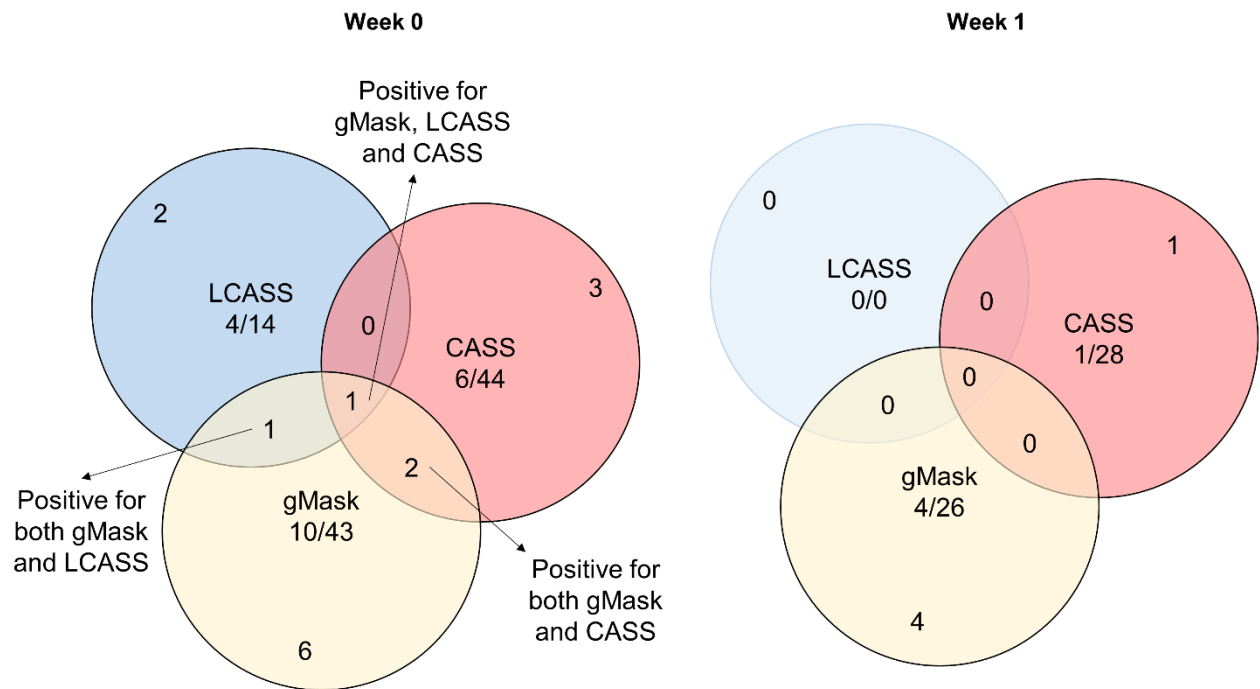 Week 0
Positive for
gMask, LCASS
and CASS
2
LCASS
4/14
0
3
CASS
6/44
1
1
2
gMask
10/43
6
Positive for
both gMask
and LCASS
Positive for
both gMask
and CASS
Week 1
0
LCASS
0/0
0
1
CASS
1/28
0
0
0
gMask
4/26
4